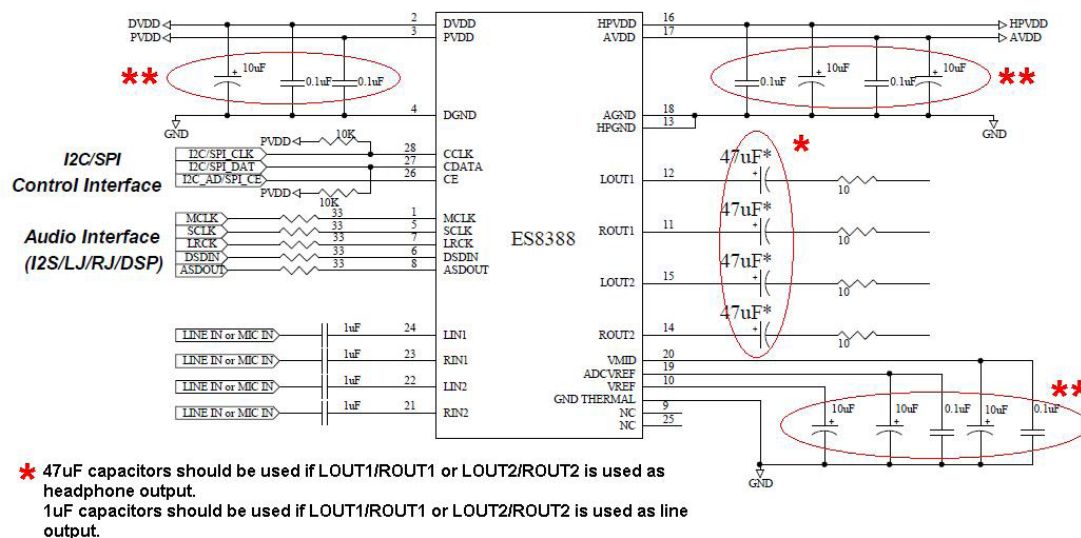 DVDD 2 DVDD HPVDD 16 HPVDD
PVDD 3 PVDD AVDD 17 AVDD
** 10uF 0.1uF 0.1uF 0.1uF 10uF 0.1uF 10uF **
4 DGND AGND 18
GND HPGND 13 GND
PVDD 10K
I2C/SPI
Control Interface
I2C/SPI_CLK 28 CCLK
I2C/SPI_DAT 27 CDATA
I2C_AD/SPI_CE 26 CE
PVDD 10K
*
47uF*
LOUT1 12 10
Audio Interface
(I2S/LJ/RJ/DSP)
MCLK 33 1 MCLK
SCLK 33 5 SCLK
LRCK 33 7 LRCK
DSDIN 33 6 DSDIN
ASDOUT 33 8 ASDOUT
ES8388
47uF*
ROUT1 11 10
47uF*
LOUT2 15 10
47uF*
ROUT2 14 10
LINE IN or MIC IN 1uF 24 LIN1
LINE IN or MIC IN 1uF 23 RIN1
LINE IN or MIC IN 1uF 22 LIN2
LINE IN or MIC IN 1uF 21 RIN2
VMID 20
ADCVREF 19
VREF 10
GND THERMAL
NC 9
NC 25
10uF 10uF 0.1uF 10uF 0.1uF **
GND
* 47uF capacitors should be used if LOUT1/ROUT1 or LOUT2/ROUT2 is used as
headphone output.
1uF capacitors should be used if LOUT1/ROUT1 or LOUT2/ROUT2 is used as line
output.